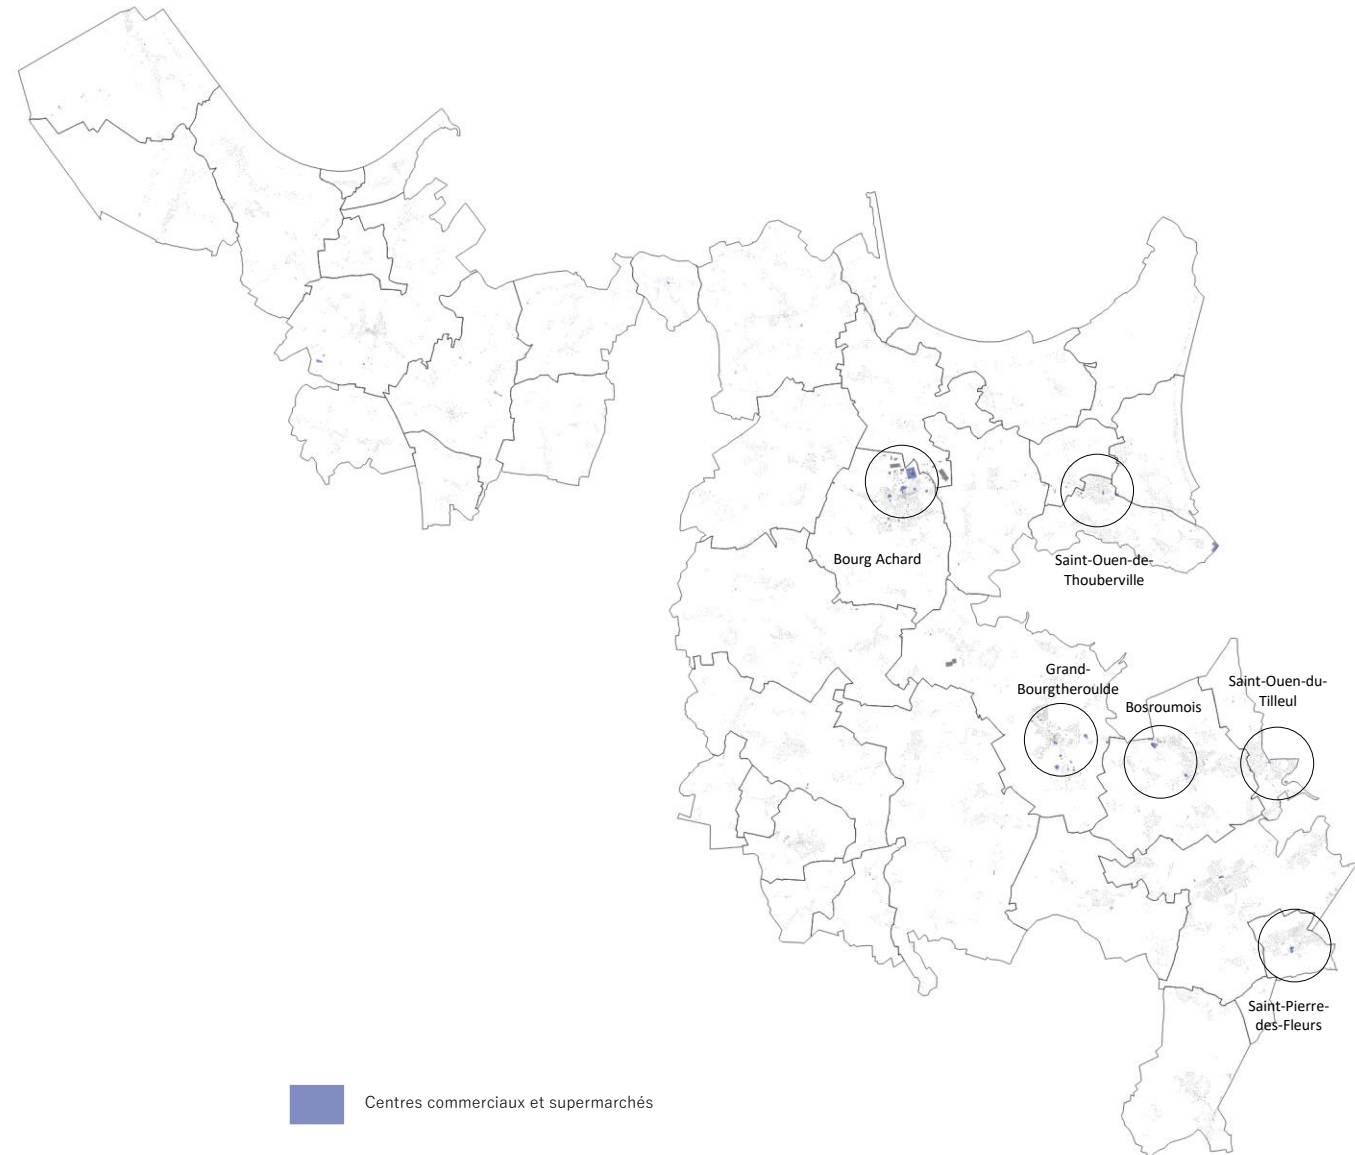 Bourg Achard
Saint-Ouen-de-
Thouberville
Grand-
Bourgtheroulde
Bosroumois
Saint-Ouen-du-
Tilleul
Saint-Pierre-
des-Fleurs
Centres commerciaux et supermarchés